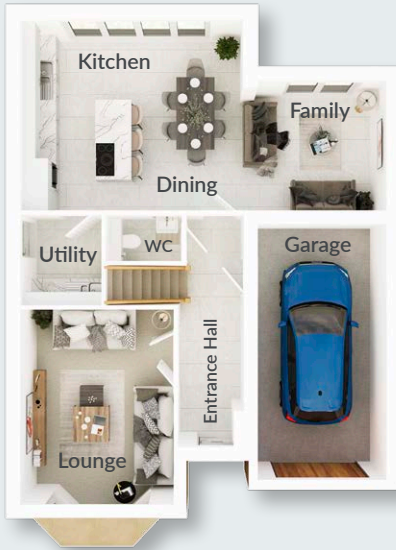 Kitchen
Family
Dining
Utility
WC
Garage
Entrance Hall
Lounge